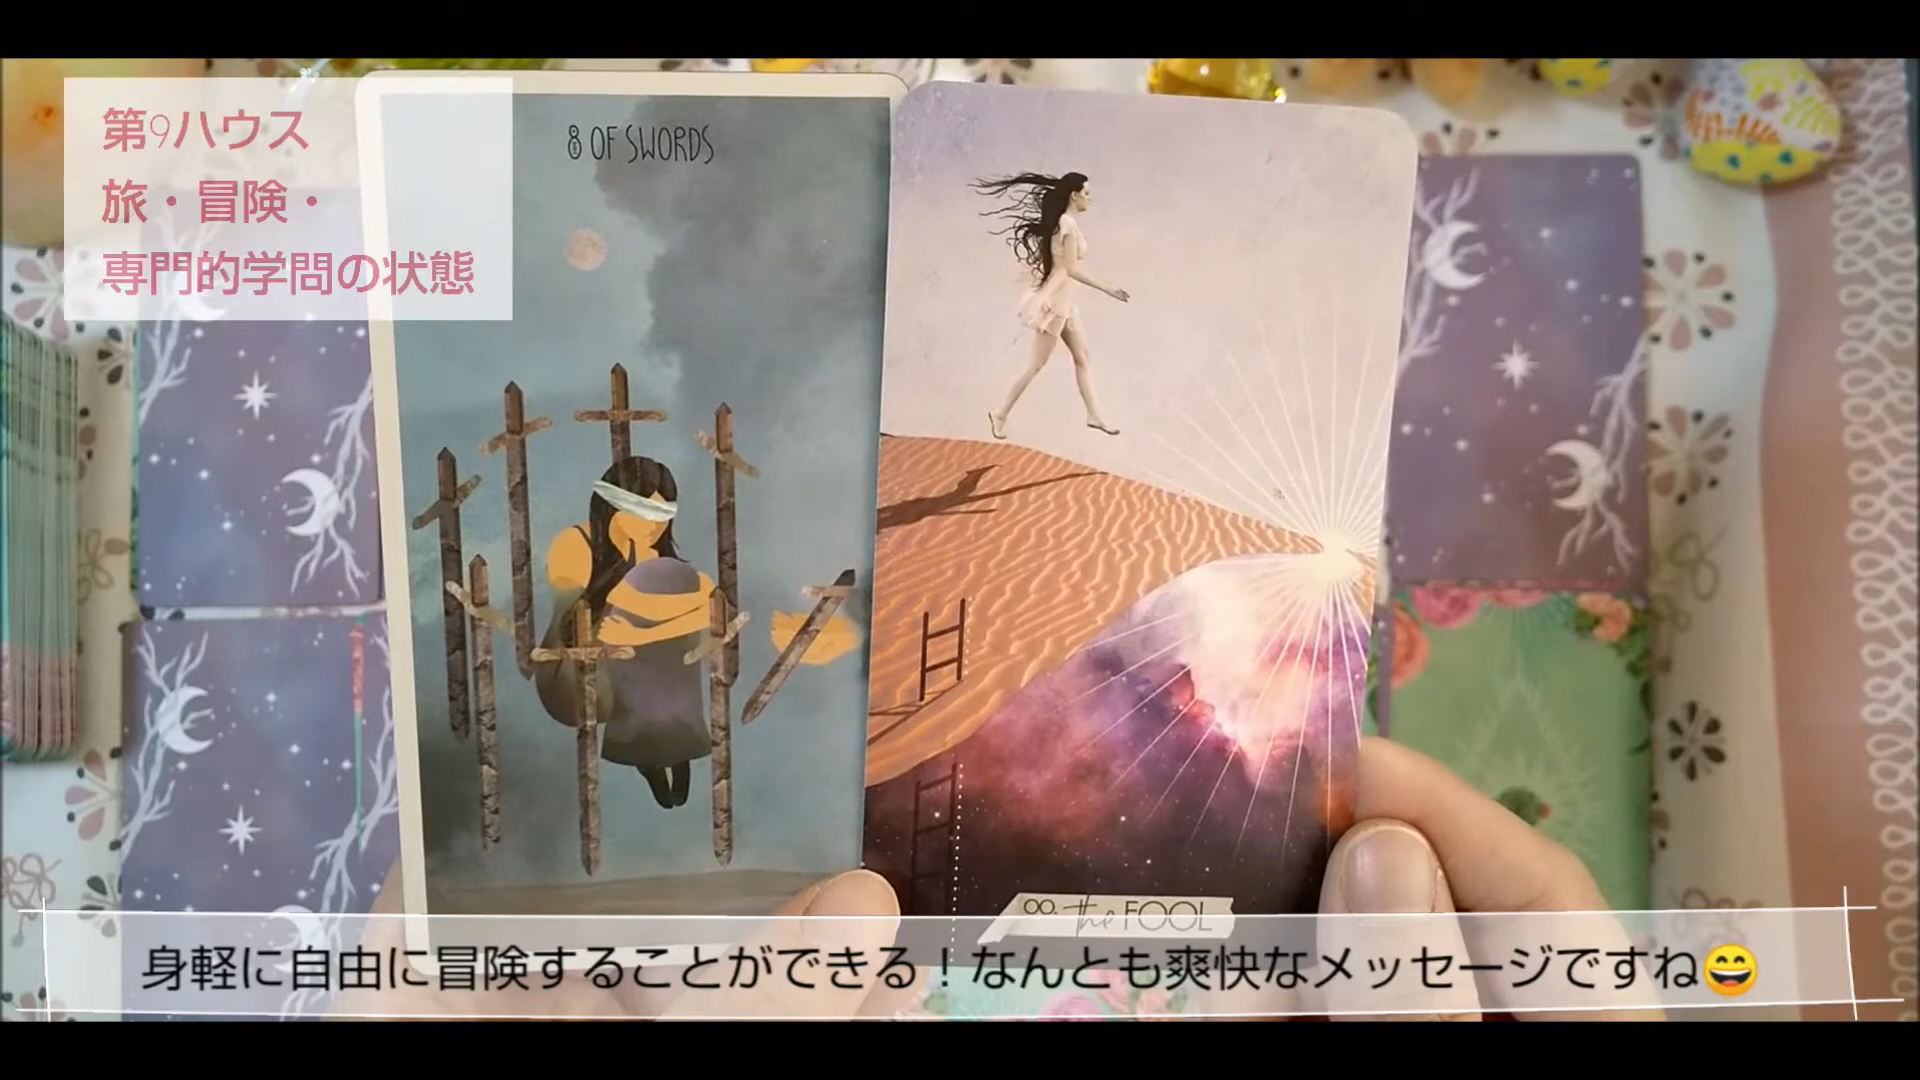 第9ハウス
旅・冒険・
専門的学問の状態
8 OF SWORDS
00. the FOOL
身軽に自由に冒険することができる！なんとも爽快なメッセージですね😄